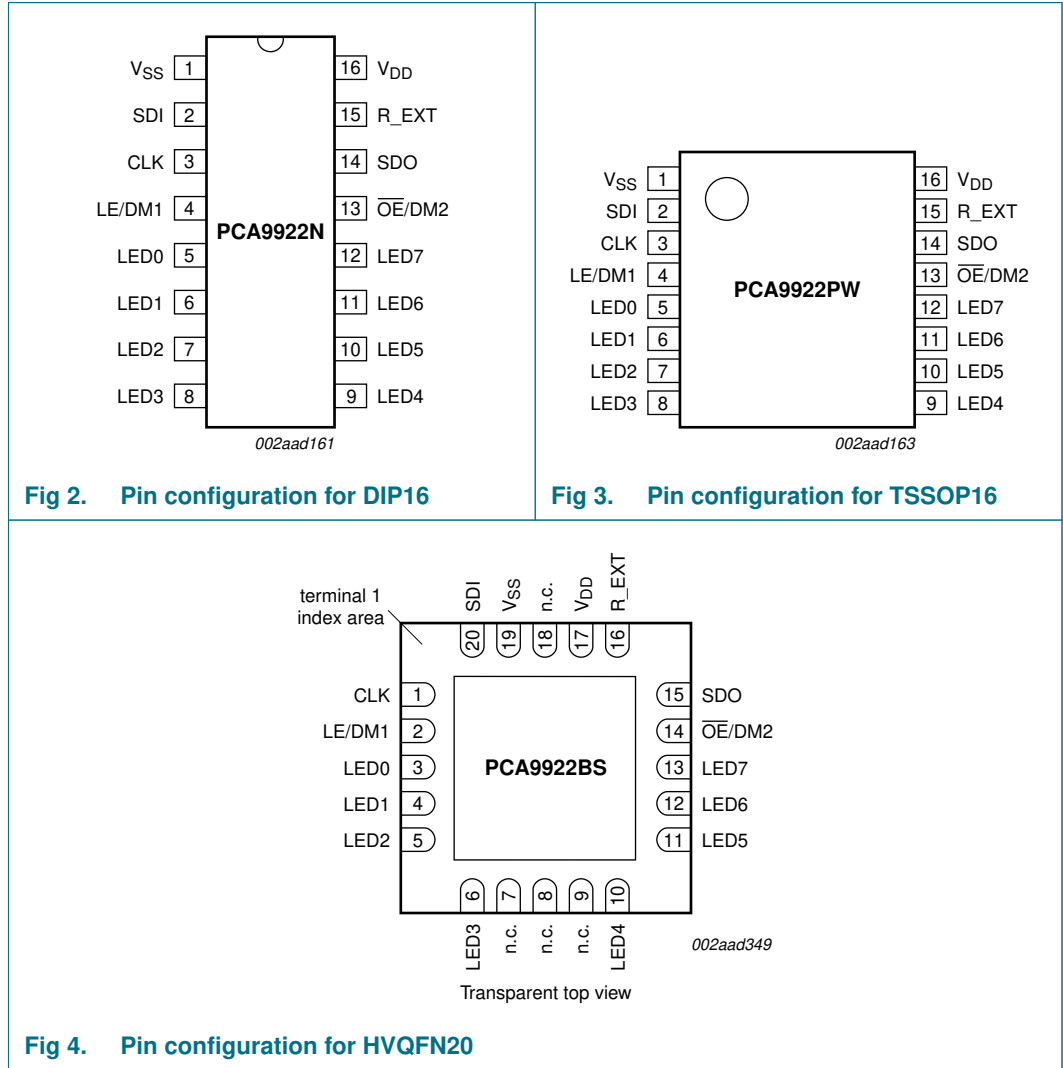 VSS 1
SDI 2
CLK 3
LE/DM1 4
LED0 5
LED1 6
LED2 7
LED3 8
PCA9922N
16 VDD
15 R_EXT
14 SDO
13 O̅E̅/DM2
12 LED7
11 LED6
10 LED5
9 LED4
002aad161
Fig 2. Pin configuration for DIP16
VSS 1
SDI 2
CLK 3
LE/DM1 4
LED0 5
LED1 6
LED2 7
LED3 8
PCA9922PW
16 VDD
15 R_EXT
14 SDO
13 O̅E̅/DM2
12 LED7
11 LED6
10 LED5
9 LED4
002aad163
Fig 3. Pin configuration for TSSOP16
terminal 1
index area
SDI 20
VSS 19
n.c. 18
VDD 17
R_EXT 16
CLK 1
LE/DM1 2
LED0 3
LED1 4
LED2 5
PCA9922BS
15 SDO
14 O̅E̅/DM2
13 LED7
12 LED6
11 LED5
6 LED3
7 n.c.
8 n.c.
9 n.c.
10 LED4
002aad349
Transparent top view
Fig 4. Pin configuration for HVQFN20